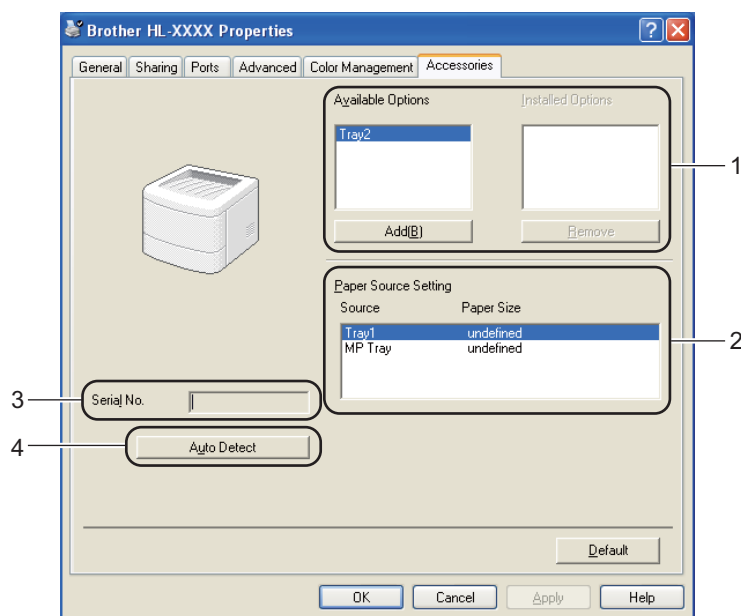 Brother HL-XXXX Properties
General Sharing Ports Advanced Color Management Accessories
Available Options Installed Options
Tray2
1
Add(B) Remove
Paper Source Setting
Source Paper Size
Tray1 undefined
MP Tray undefined
2
3 Serial No.
4 Auto Detect
Default
OK Cancel Apply Help